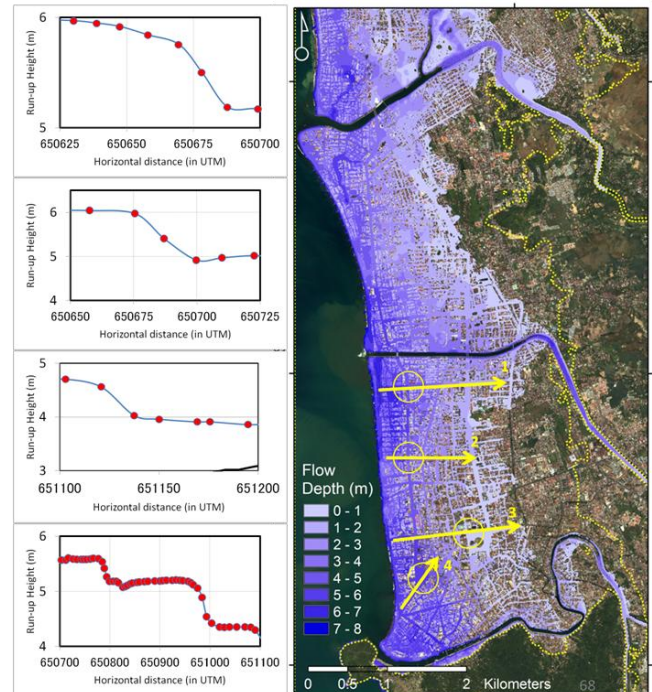 6
5
650625 650650 650675 650700
Run-up Height (m)
Horizontal distance (in UTM)
6
5
4
650650 650675 650700 650725
Run-up Height (m)
Horizontal distance (in UTM)
5
4
3
651100 651150 651200
Run-up Height (m)
Horizontal distance (in UTM)
6
5
4
650700 650800 650900 651000 651100
Run-up Height (m)
Horizontal distance (in UTM)
1
2
3
4
Flow
Depth (m)
0 - 1
1 - 2
2 - 3
3 - 4
4 - 5
5 - 6
6 - 7
7 - 8
0 0.5 1 2 Kilometers
68